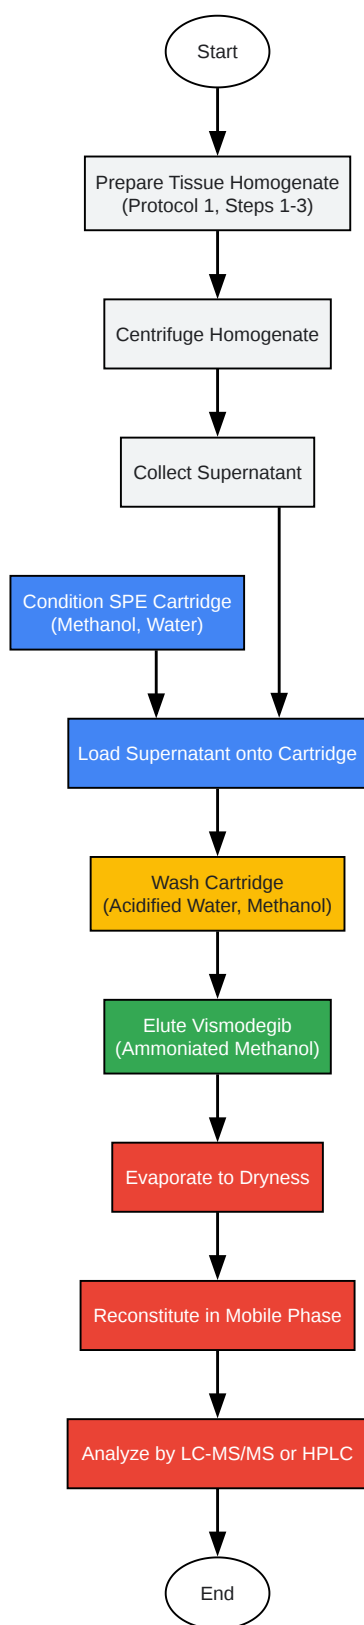 Start
Prepare Tissue Homogenate
(Protocol 1, Steps 1-3)
Centrifuge Homogenate
Collect Supernatant
Condition SPE Cartridge
(Methanol, Water)
Load Supernatant onto Cartridge
Wash Cartridge
(Acidified Water, Methanol)
Elute Vismodegib
(Ammoniated Methanol)
Evaporate to Dryness
Reconstitute in Mobile Phase
Analyze by LC-MS/MS or HPLC
End